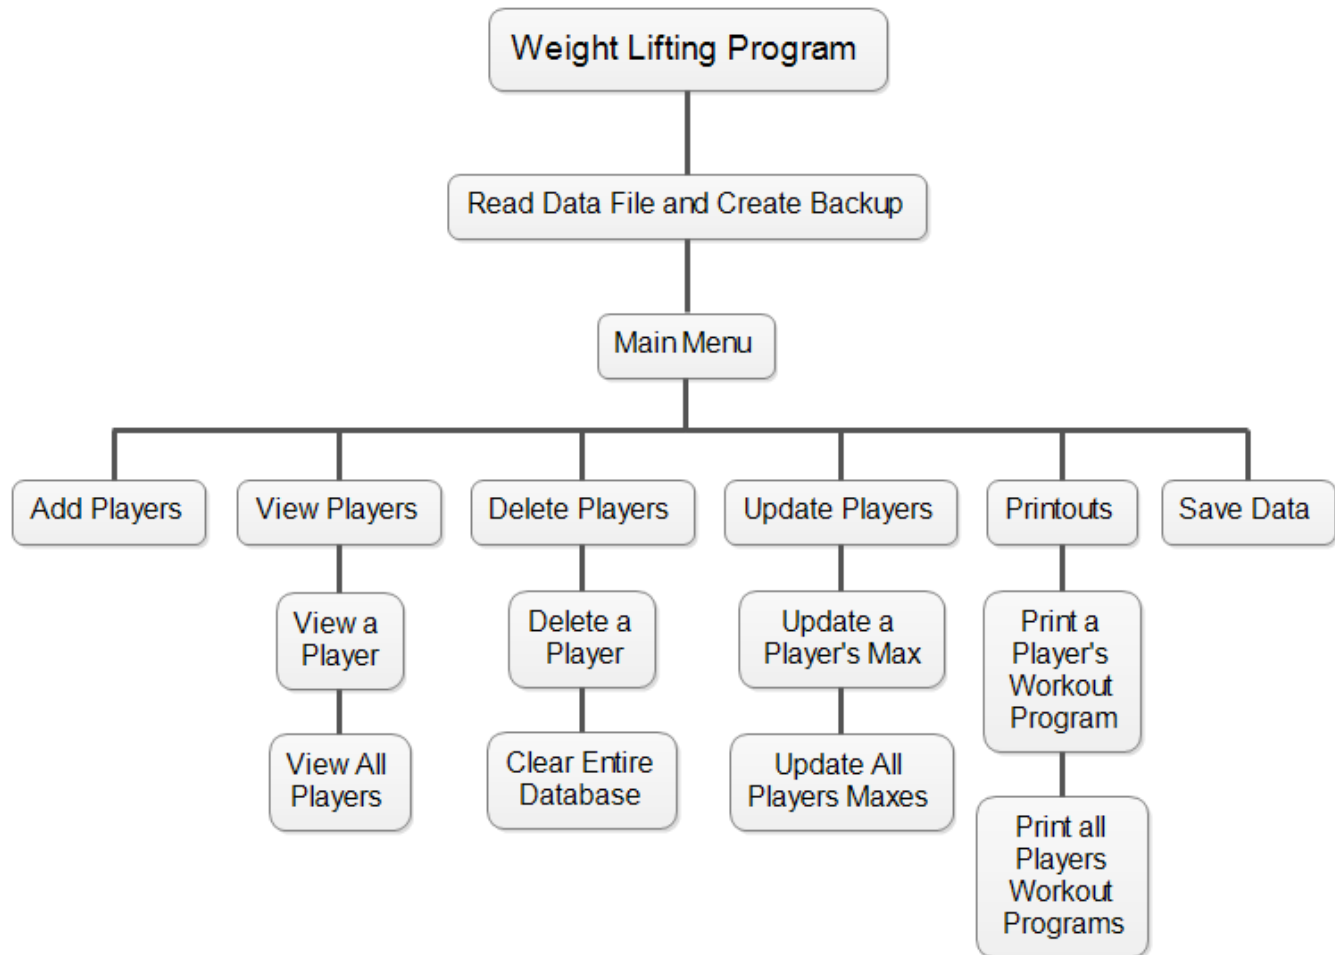 Weight Lifting Program
Read Data File and Create Backup
Main Menu
Add Players
View Players
Delete Players
Update Players
Printouts
Save Data
View a
Player
Delete a
Player
Update a
Player's Max
Print a
Player's
Workout
Program
View All
Players
Clear Entire
Database
Update All
Players Maxes
Print all
Players
Workout
Programs